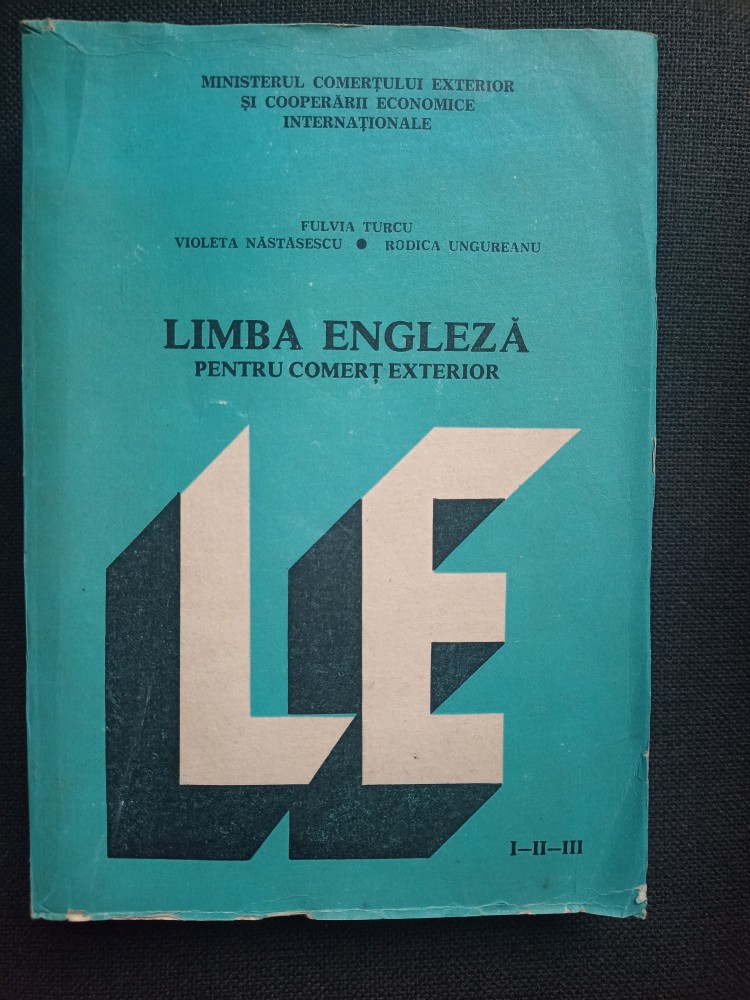 MINISTERUL COMERȚULUI EXTERIOR
ȘI COOPERĂRII ECONOMICE
INTERNAȚIONALE
FULVIA TURCU
VIOLETA NĂSTĂSESCU ● RODICA UNGUREANU
LIMBA ENGLEZĂ
PENTRU COMERȚ EXTERIOR
LE
I—II—III